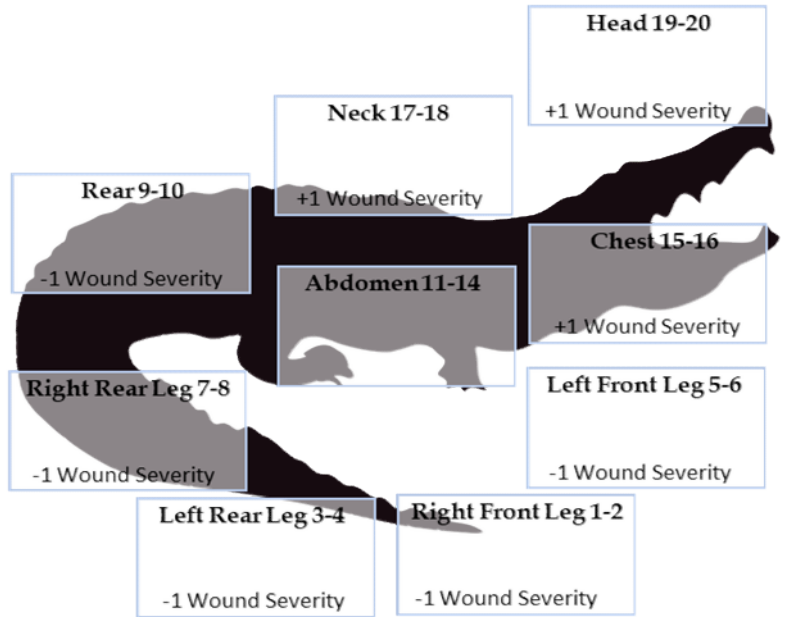 Head 19-20
+1 Wound Severity
Neck 17-18
+1 Wound Severity
Rear 9-10
-1 Wound Severity
Chest 15-16
+1 Wound Severity
Abdomen 11-14
Right Rear Leg 7-8
-1 Wound Severity
Left Front Leg 5-6
-1 Wound Severity
Left Rear Leg 3-4
-1 Wound Severity
Right Front Leg 1-2
-1 Wound Severity